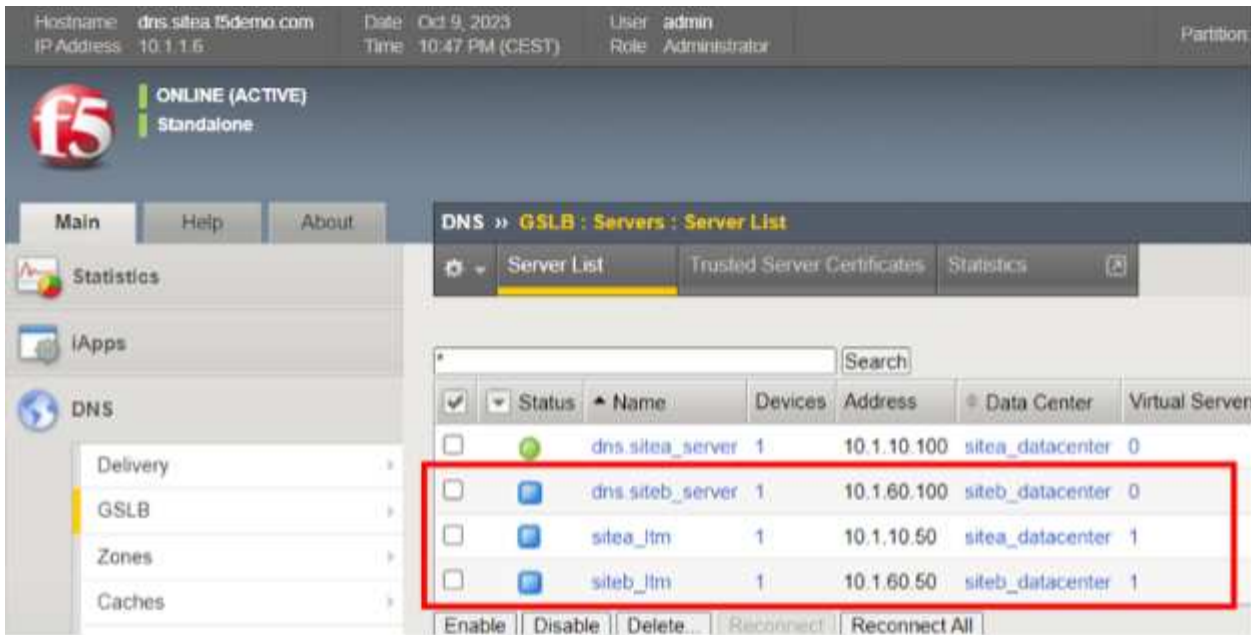 Hostname dns.sitea.f5demo.com Date Oct 9, 2023 User admin
IP Address 10.1.1.6 Time 10:47 PM (CEST) Role Administrator Partition:
f5 ONLINE (ACTIVE)
Standalone
Main Help About
DNS » GSLB : Servers : Server List
Statistics
Server List Trusted Server Certificates Statistics
iApps
* Search
DNS
Status Name Devices Address Data Center Virtual Servers
dns.sitea_server 1 10.1.10.100 sitea_datacenter 0
Delivery
dns.siteb_server 1 10.1.60.100 siteb_datacenter 0
GSLB
sitea_ltm 1 10.1.10.50 sitea_datacenter 1
Zones
siteb_ltm 1 10.1.60.50 siteb_datacenter 1
Caches
Enable Disable Delete... Reconnect Reconnect All